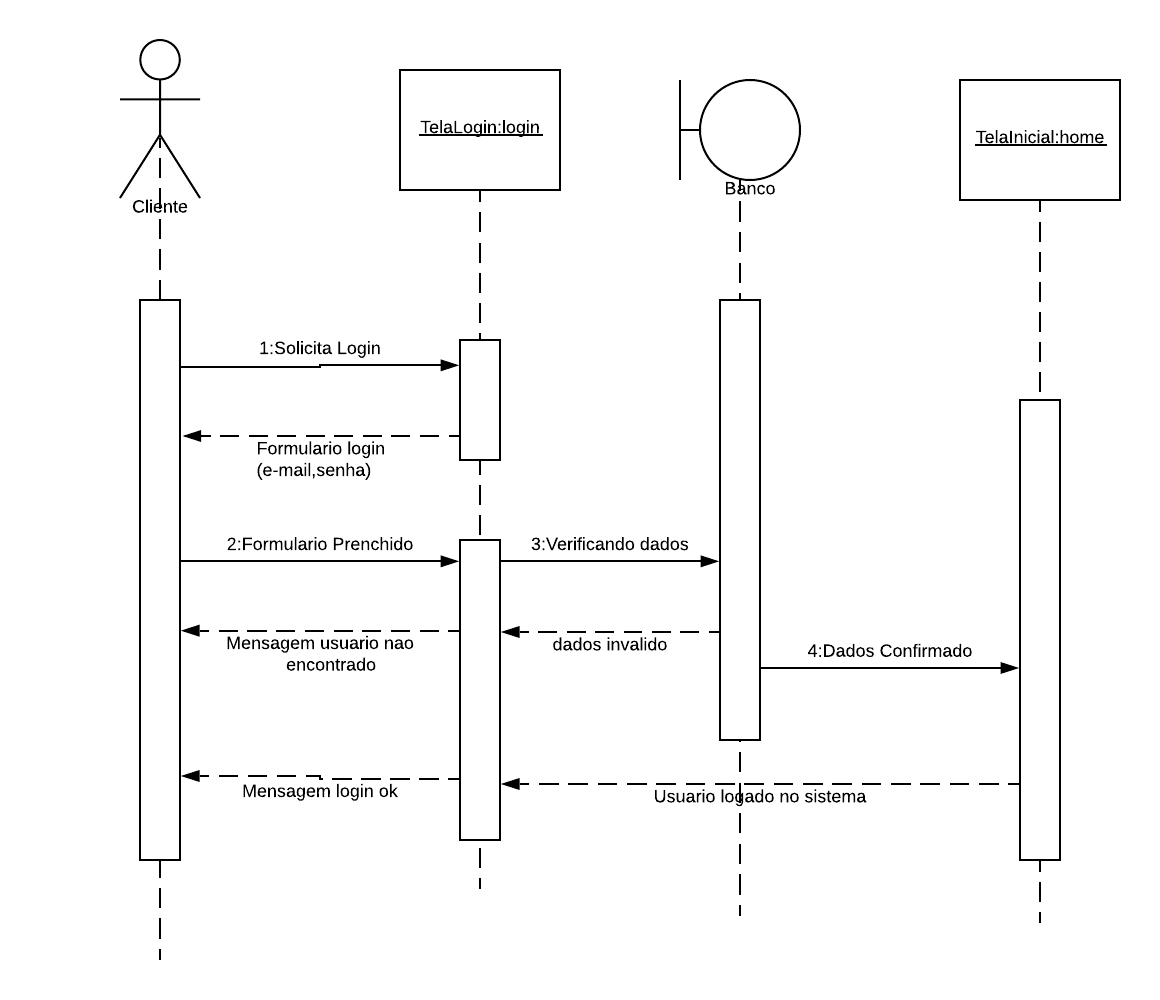 TelaLogin:login
TelaInicial:home
Banco
Cliente
1:Solicita Login
Formulario login
(e-mail,senha)
2:Formulario Prenchido
3:Verificando dados
Mensagem usuario nao
encontrado
dados invalido
4:Dados Confirmado
Mensagem login ok
Usuario logado no sistema